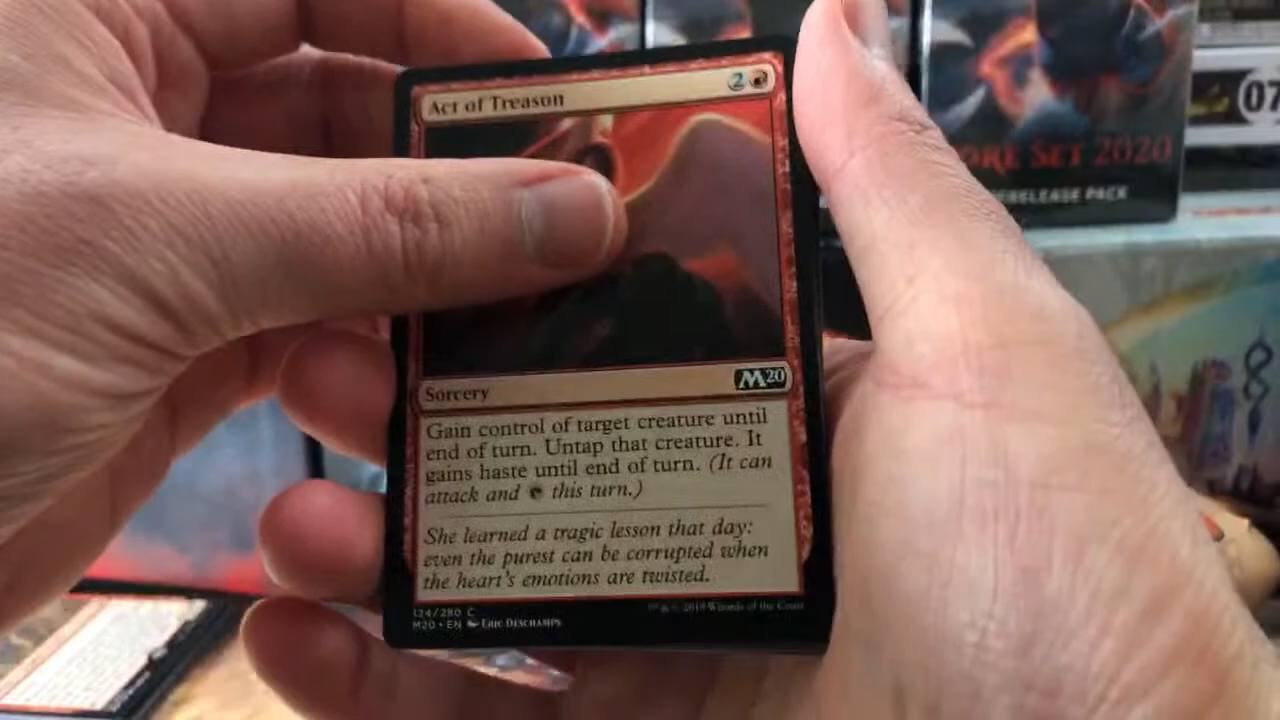 Act of Treason
2
Sorcery
M20
Gain control of target creature until
end of turn. Untap that creature. It
gains haste until end of turn. (It can
attack and this turn.)
She learned a tragic lesson that day:
even the purest can be corrupted when
the heart's emotions are twisted.
124/280 C
M20 • EN ERIC DESCHAMPS
™ & © 2019 Wizards of the Coast
ORE SET 2020
RELEASE PACK
07